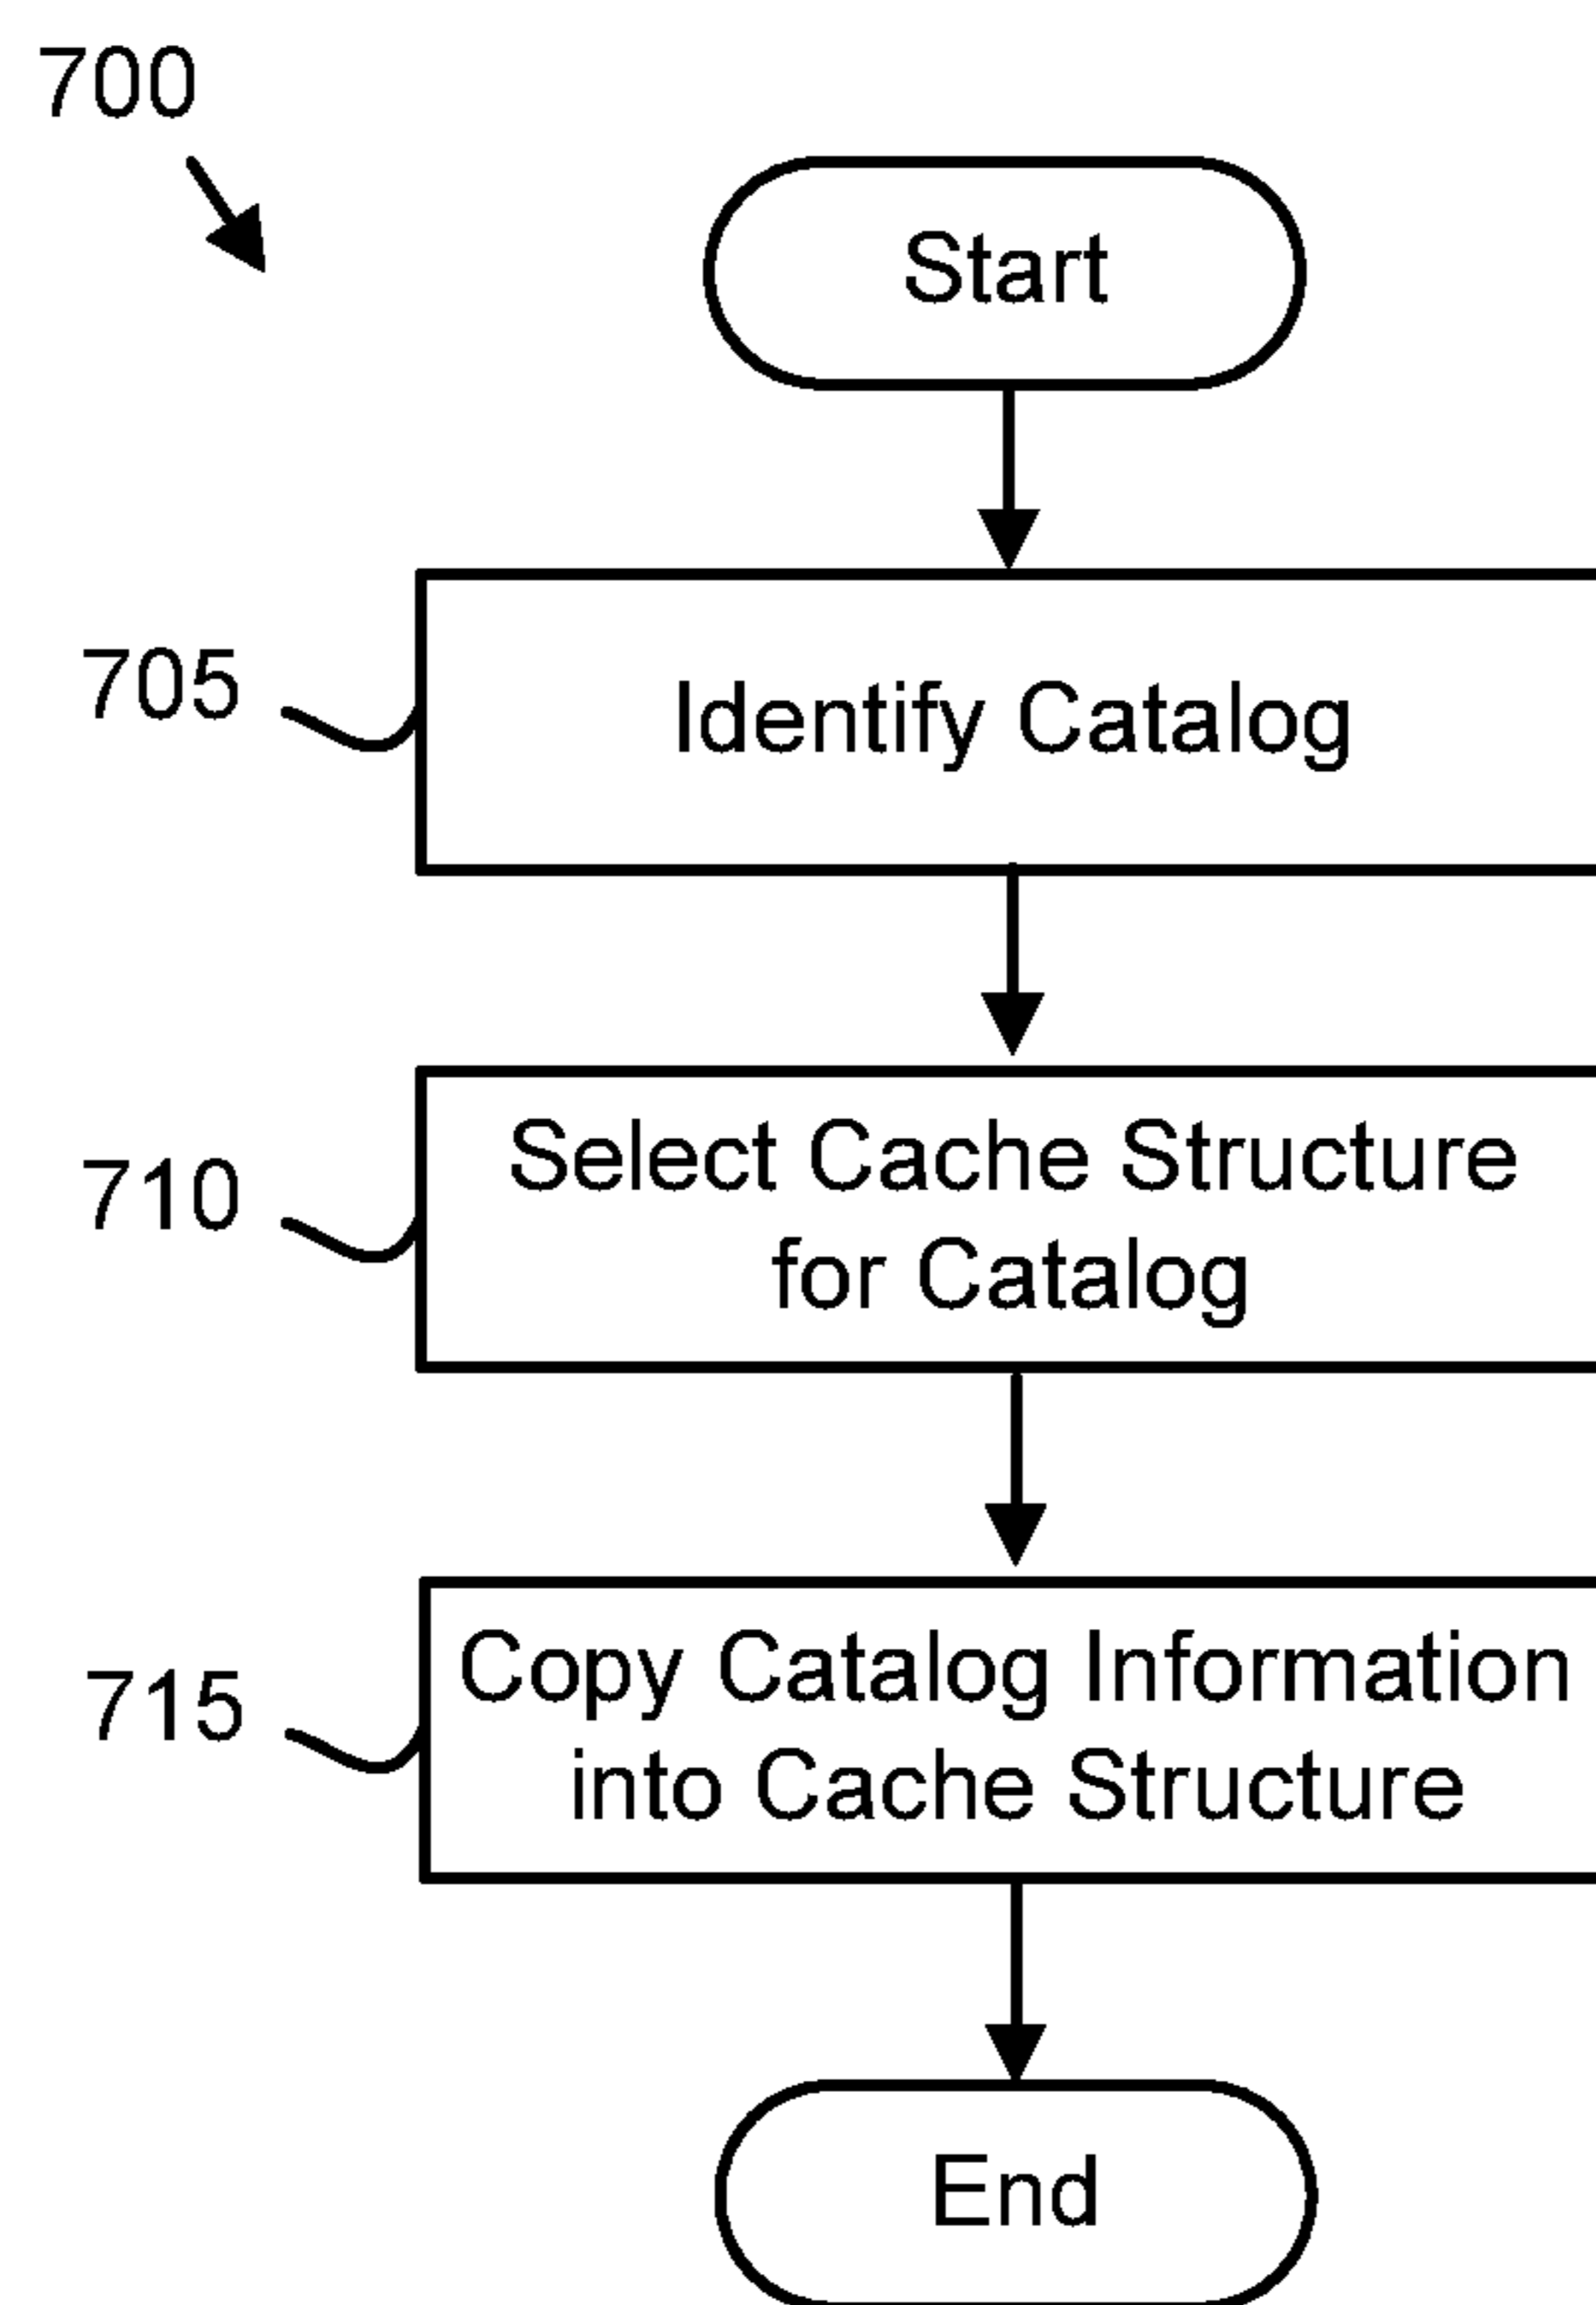 700
Start
705
Identify Catalog
710
Select Cache Structure
for Catalog
715
Copy Catalog Information
into Cache Structure
End